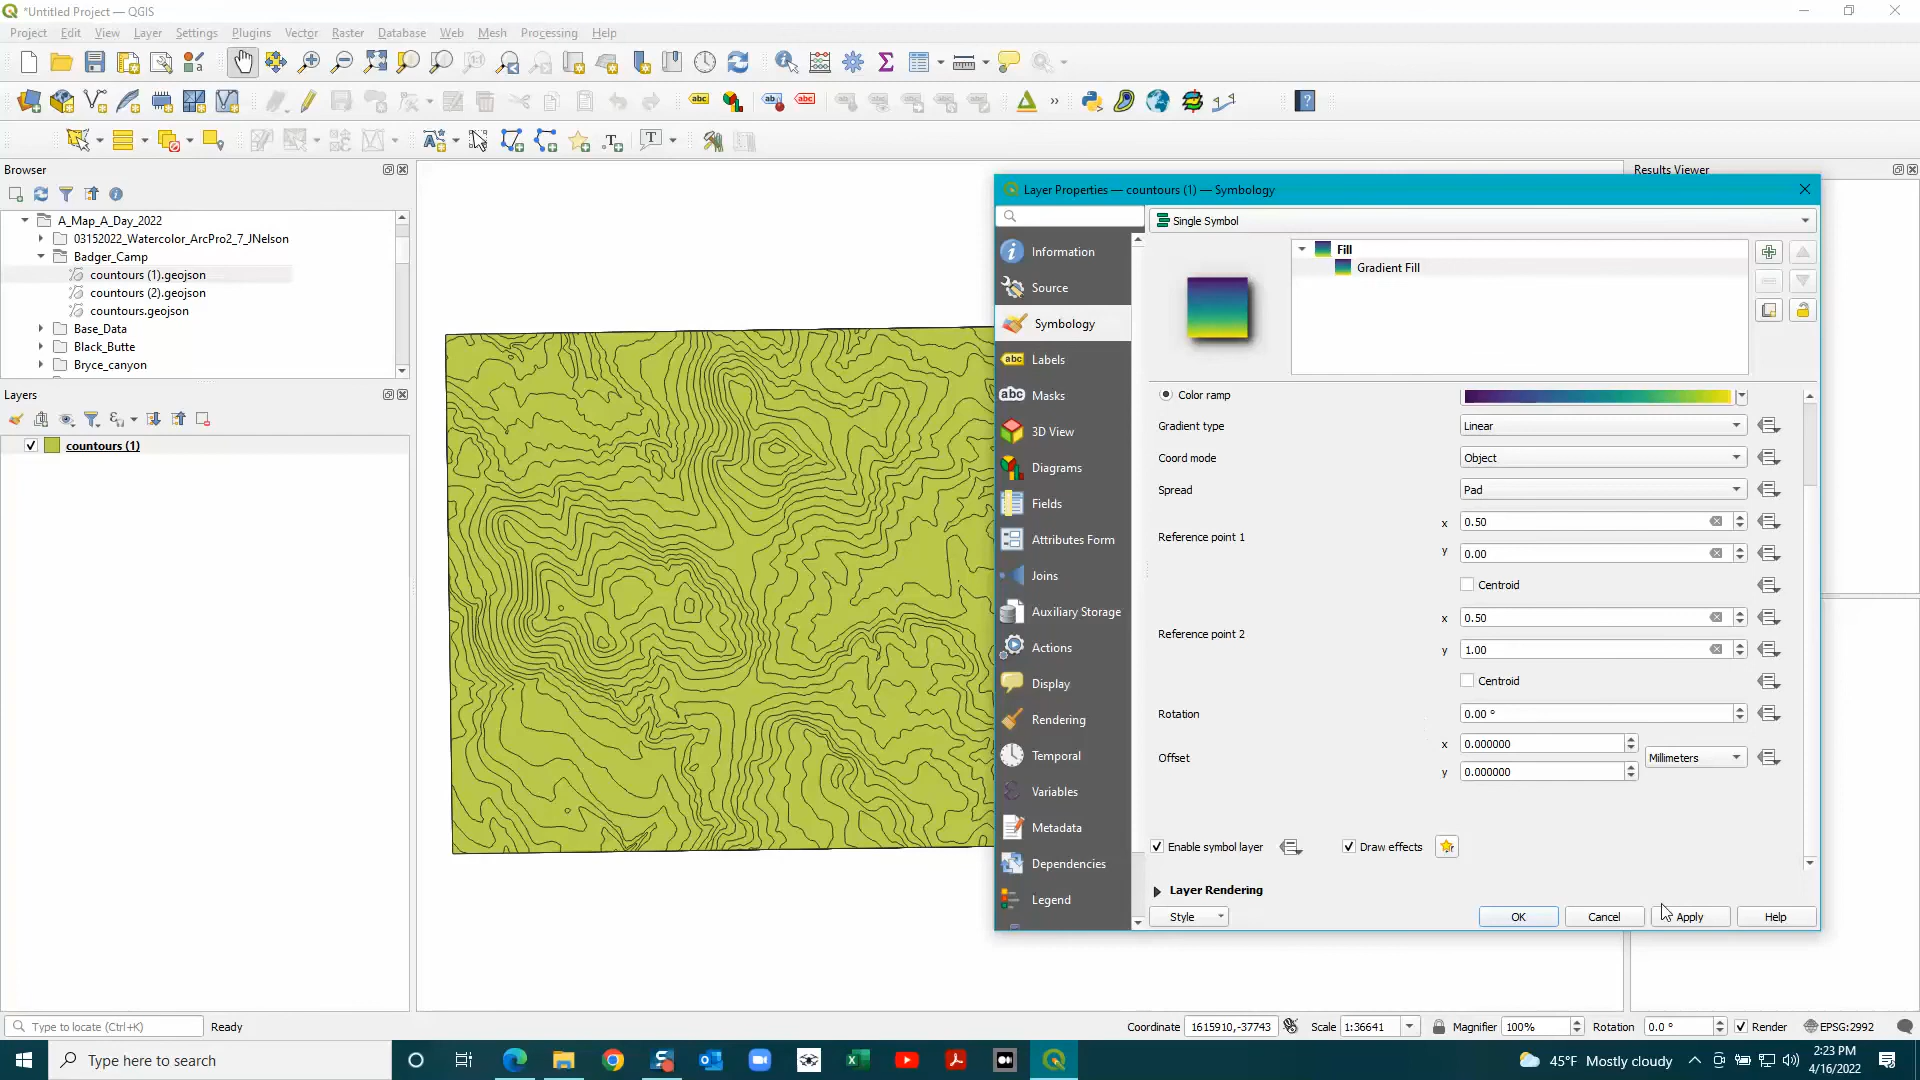 *Untitled Project — QGIS
Project Edit View Layer Settings Plugins Vector Raster Database Web Mesh Processing Help
Browser
A_Map_A_Day_2022
03152022_Watercolor_ArcPro2_7_JNelson
Badger_Camp
countours (1).geojson
countours (2).geojson
countours.geojson
Base_Data
Black_Butte
Bryce_canyon
Layers
countours (1)
Results Viewer
Layer Properties — countours (1) — Symbology
Information
Source
Symbology
Labels
Masks
3D View
Diagrams
Fields
Attributes Form
Joins
Auxiliary Storage
Actions
Display
Rendering
Temporal
Variables
Metadata
Dependencies
Legend
Single Symbol
Fill
Gradient Fill
Color ramp
Gradient type Linear
Coord mode Object
Spread Pad
Reference point 1
x 0.50
y 0.00
Centroid
Reference point 2
x 0.50
y 1.00
Centroid
Rotation 0.00 °
Offset
x 0.000000
y 0.000000
Millimeters
Enable symbol layer
Draw effects
Layer Rendering
Style OK Cancel Apply Help
Type to locate (Ctrl+K) Ready
Coordinate 1615910,-37743 Scale 1:36641 Magnifier 100% Rotation 0.0 ° Render EPSG:2992
Type here to search
45°F Mostly cloudy
2:23 PM
4/16/2022